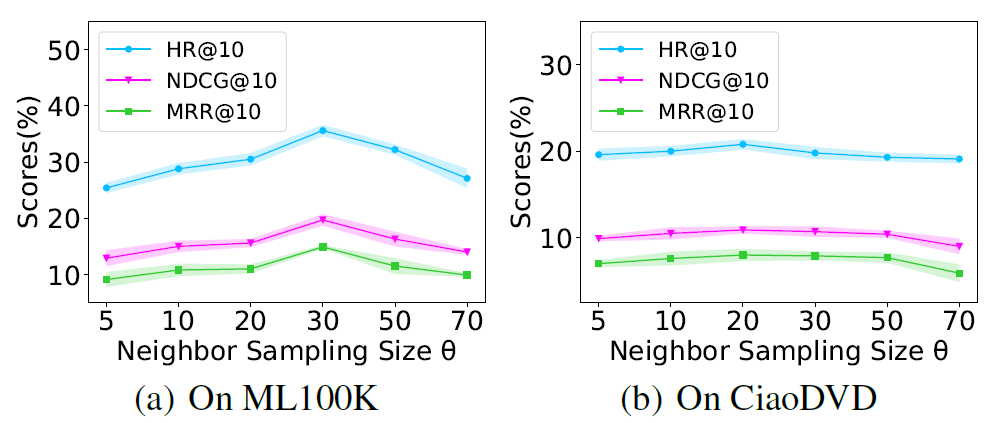 50
40
30
20
10
Scores(%)
HR@10
NDCG@10
MRR@10
5 10 20 30 50 70
Neighbor Sampling Size θ
(a) On ML100K
30
20
10
Scores(%)
HR@10
NDCG@10
MRR@10
5 10 20 30 50 70
Neighbor Sampling Size θ
(b) On CiaoDVD